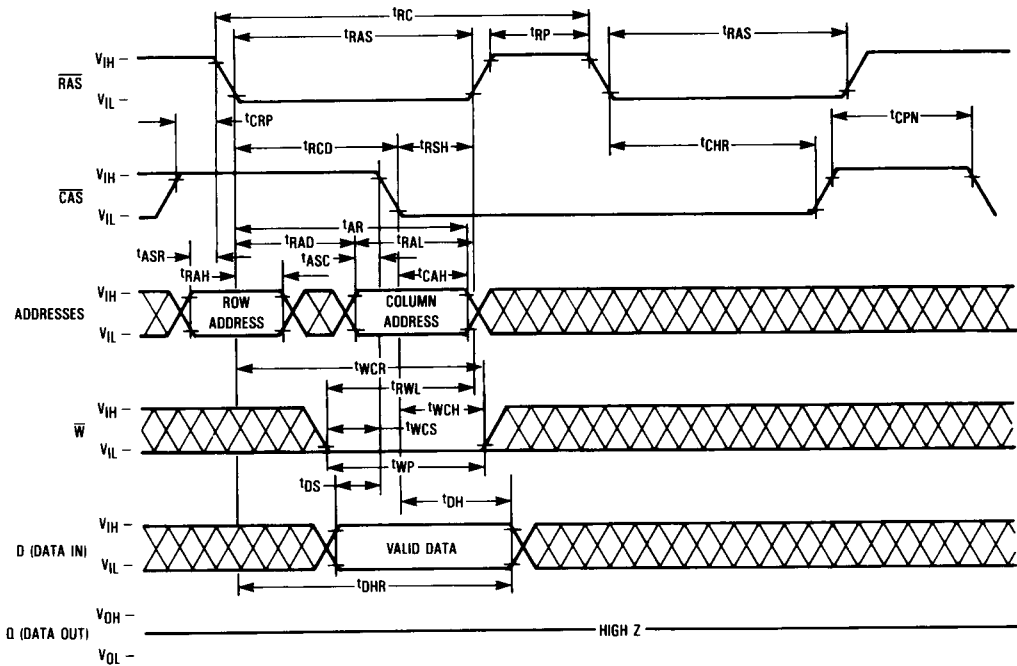 tRC
tRAS
tRP
tRAS
VIH
RAS
VIL
tCRP
tCPN
tRCD
tRSH
tCHR
VIH
CAS
VIL
tAR
tRAD
tRAL
tASR
tASC
tRAH
tCAH
VIH
ADDRESSES
VIL
ROW
ADDRESS
COLUMN
ADDRESS
tWCR
tRWL
tWCH
VIH
W
VIL
tWCS
tWP
tDS
tDH
VIH
D (DATA IN)
VIL
VALID DATA
tDHR
VOH
Q (DATA OUT)
HIGH Z
VOL